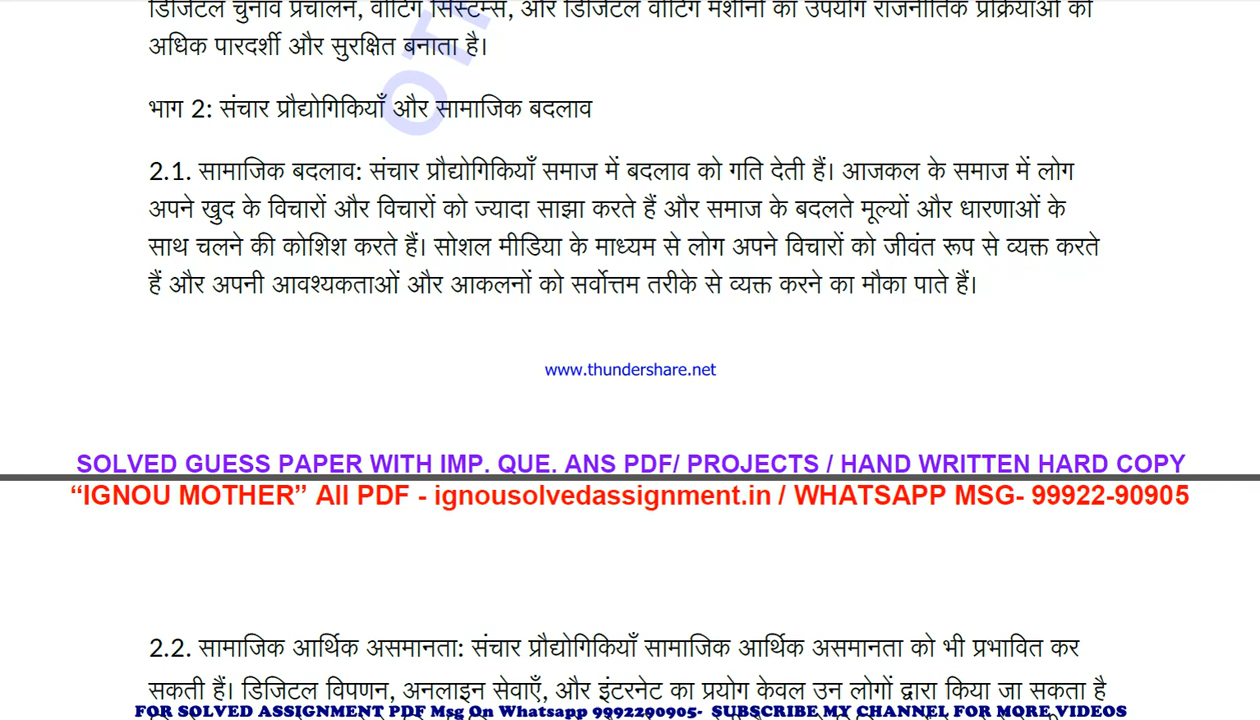 डिजिटल चुनाव प्रचालन, वोटिंग सिस्टम्स, और डिजिटल वोटिंग मशीनों का उपयोग राजनीतिक प्रक्रियाओं को
अधिक पारदर्शी और सुरक्षित बनाता है।
भाग 2: संचार प्रौद्योगिकियाँ और सामाजिक बदलाव
2.1. सामाजिक बदलाव: संचार प्रौद्योगिकियाँ समाज में बदलाव को गति देती हैं। आजकल के समाज में लोग
अपने खुद के विचारों और विचारों को ज्यादा साझा करते हैं और समाज के बदलते मूल्यों और धारणाओं के
साथ चलने की कोशिश करते हैं। सोशल मीडिया के माध्यम से लोग अपने विचारों को जीवंत रूप से व्यक्त करते
हैं और अपनी आवश्यकताओं और आकलनों को सर्वोत्तम तरीके से व्यक्त करने का मौका पाते हैं।
www.thundershare.net
SOLVED GUESS PAPER WITH IMP. QUE. ANS PDF/ PROJECTS / HAND WRITTEN HARD COPY
“IGNOU MOTHER” All PDF - ignousolvedassignment.in / WHATSAPP MSG- 99922-90905
2.2. सामाजिक आर्थिक असमानता: संचार प्रौद्योगिकियाँ सामाजिक आर्थिक असमानता को भी प्रभावित कर
सकती हैं। डिजिटल विपणन, अनलाइन सेवाएँ, और इंटरनेट का प्रयोग केवल उन लोगों द्वारा किया जा सकता है
FOR SOLVED ASSIGNMENT PDF Msg On Whatsapp 9992290905- SUBSCRIBE MY CHANNEL FOR MORE VIDEOS